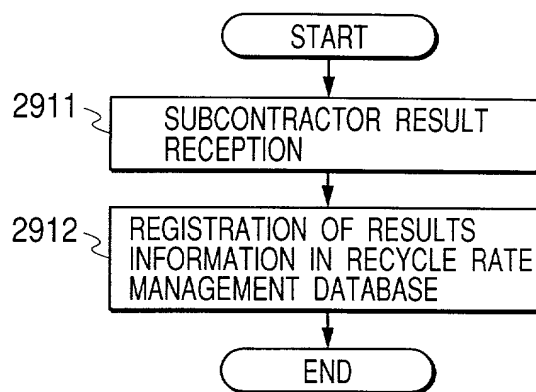 START
2911
SUBCONTRACTOR RESULT
RECEPTION
2912
REGISTRATION OF RESULTS
INFORMATION IN RECYCLE RATE
MANAGEMENT DATABASE
END